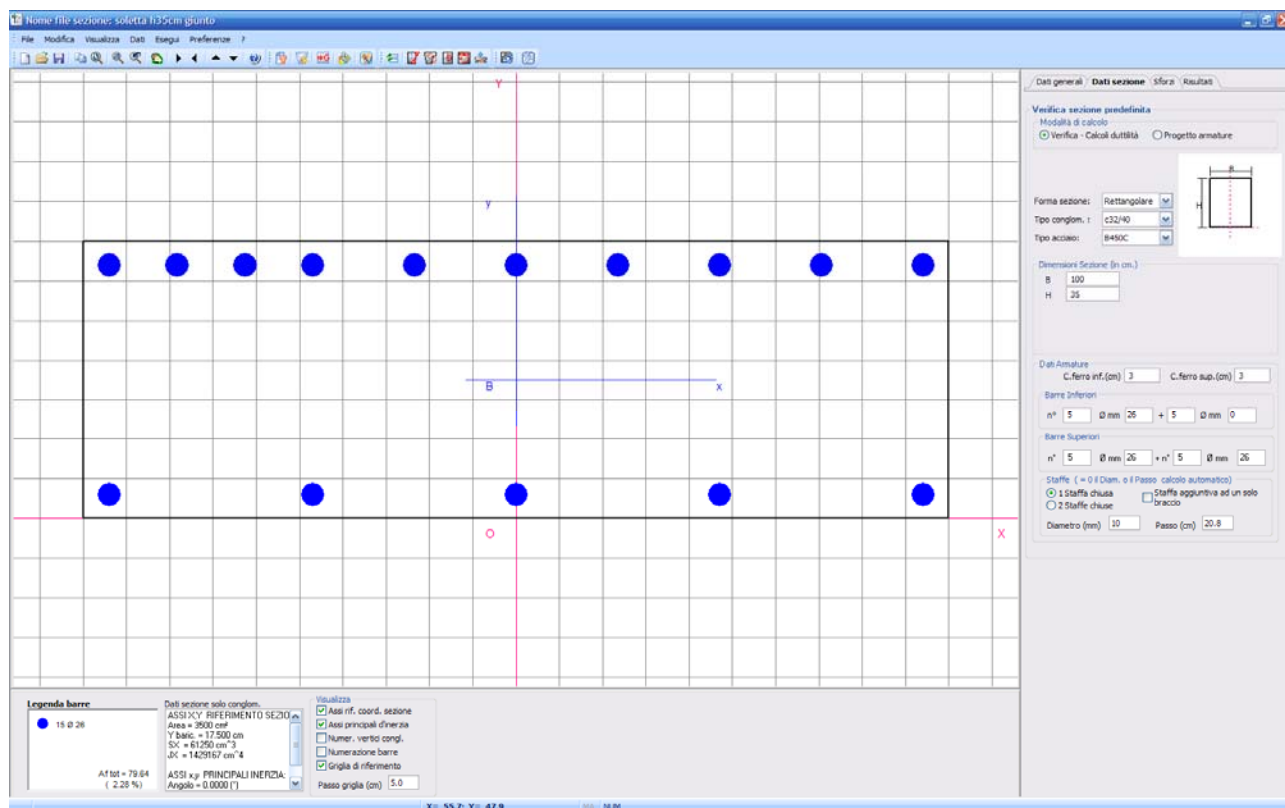 Nome file sezione: soletta h35cm giunto
File Modifica Visualizza Dati Esegui Preferenze ?
Y
y
B
x
O
X
Dati generali Dati sezione Sforzi Risultati
Verifica sezione predefinita
Modalità di calcolo
Verifica - Calcoli duttilità Progetto armature
B
H
Forma sezione: Rettangolare
Tipo conglom. : c32/40
Tipo acciaio: B450C
Dimensioni Sezione (in cm.)
B 100
H 35
Dati Armature
C.ferro inf.(cm) 3 C.ferro sup.(cm) 3
Barre Inferiori
n° 5 Ø mm 26 + 5 Ø mm 0
Barre Superiori
n° 5 Ø mm 26 + n° 5 Ø mm 26
Staffe ( = 0 il Diam. o il Passo calcolo automatico)
1 Staffa chiusa
2 Staffe chiuse
Staffa aggiuntiva ad un solo braccio
Diametro (mm) 10 Passo (cm) 20.8
Legenda barre
15 Ø 26
Af tot = 79.64
( 2.28 %)
Dati sezione solo conglom.
ASSI X,Y RIFERIMENTO SEZIO
Area = 3500 cm²
Y baric. = 17.500 cm
SX = 61250 cm^3
JX = 1429167 cm^4
ASSI x,y PRINCIPALI INERZIA:
Angolo = 0.0000 (°)
Visualizza
Assi rif. coord. sezione
Assi principali d'inerzia
Numer. vertici congl.
Numerazione barre
Griglia di riferimento
Passo griglia (cm) 5.0
X= 55.7; Y= 47.9 NUM